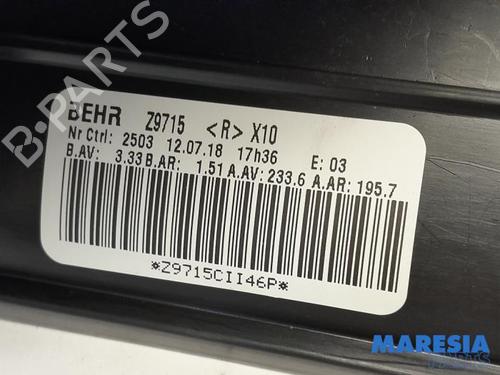 BEHR Z9715 <R> X10
Nr Ctrl: 2503 12.07.18 17h36 E: 03
B.AV: 3.33 B.AR: 1.51 A.AV: 233.6 A.AR: 195.7
*Z9715CII46P*
MARESIA
parts